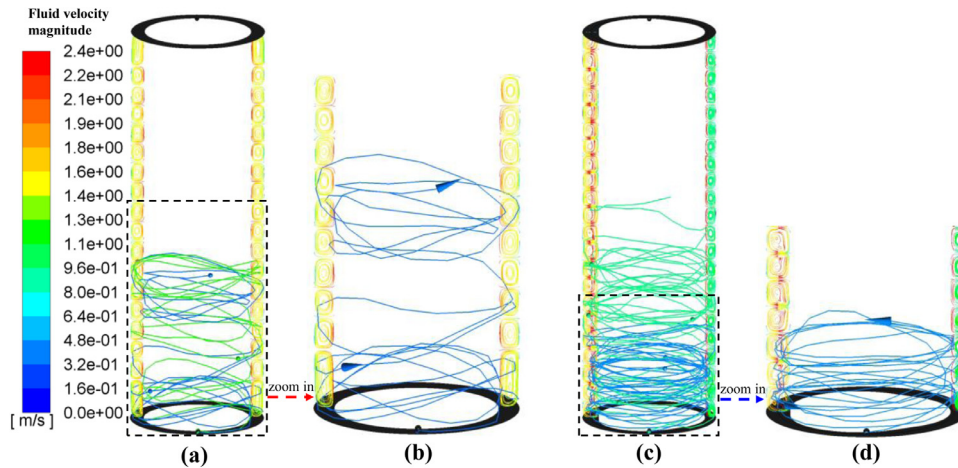 Fluid velocity
magnitude
2.4e+00
2.2e+00
2.1e+00
1.9e+00
1.8e+00
1.6e+00
1.4e+00
1.3e+00
1.1e+00
9.6e-01
8.0e-01
6.4e-01
4.8e-01
3.2e-01
1.6e-01
0.0e+00
[ m/s ]
zoom in
zoom in
(a)
(b)
(c)
(d)